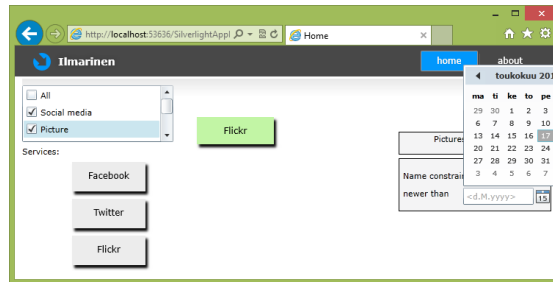 http://localhost:53636/SilverlightAppl
Home
Ilmarinen
home about
toukokuu 201
ma ti ke to pe
29 30 1 2 3
6 7 8 9 10
13 14 15 16 17
20 21 22 23 24
27 28 29 30 31
3 4 5 6 7
All
Social media
Picture
Flickr
Pictures
Services:
Facebook
Name constrain
newer than <d.M.yyyy> 15
Twitter
Flickr